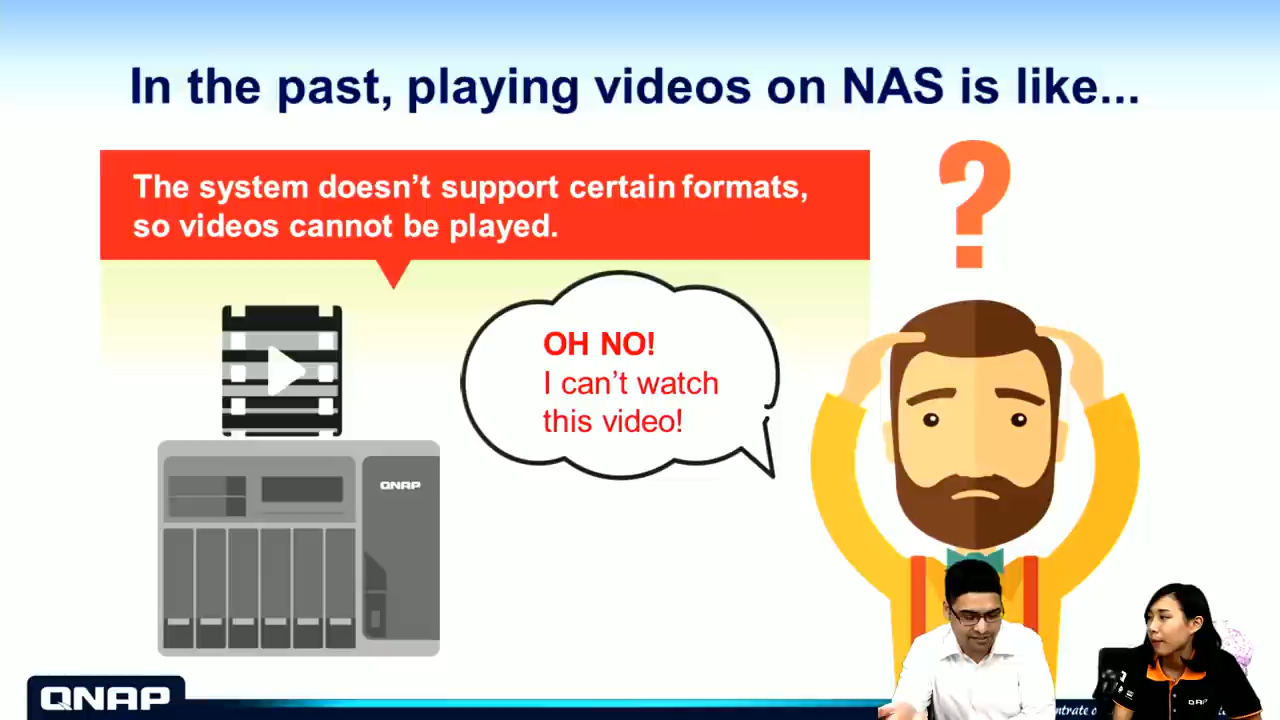 In the past, playing videos on NAS is like...
The system doesn't support certain formats,
so videos cannot be played.
?
OH NO!
I can't watch
this video!
QNAP
QNAP
QNAP